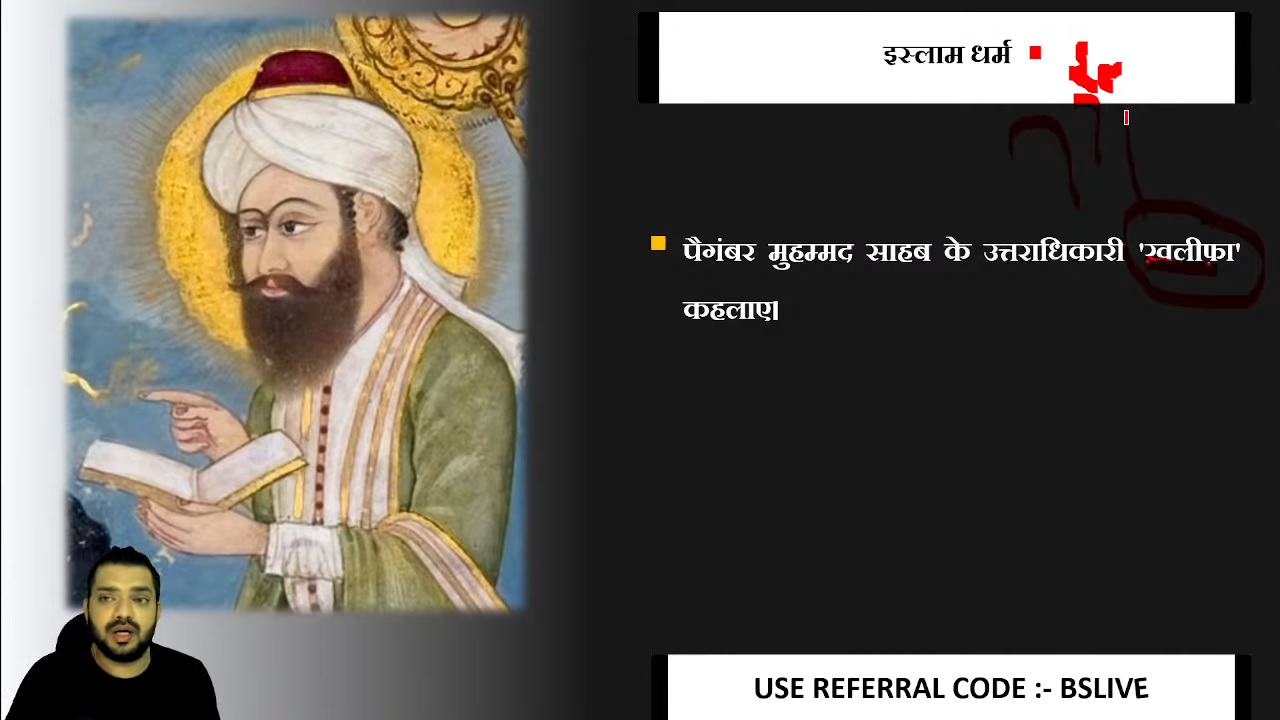 इस्लाम धर्म
पैगंबर मुहम्मद साहब के उत्तराधिकारी 'खलीफ़ा'
कहलाए।
USE REFERRAL CODE :- BSLIVE